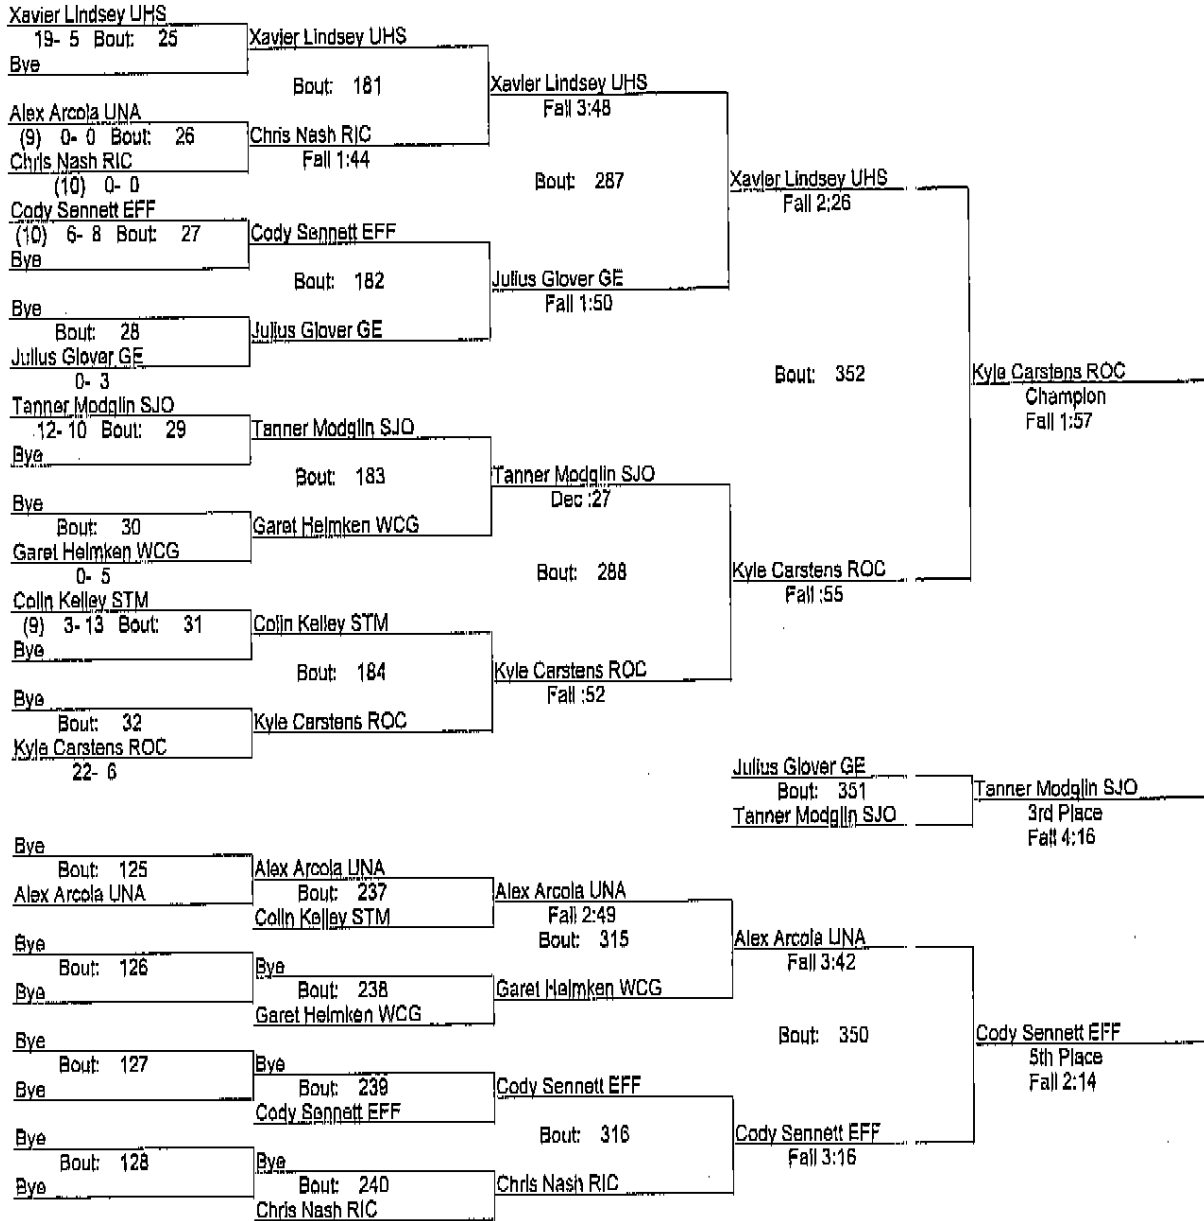 Xavier Lindsey UHS
19- 5 Bout: 25
Bye
Xavier Lindsey UHS
Bout: 181
Alex Arcola UNA
(9) 0- 0 Bout: 26
Chris Nash RIC
(10) 0- 0
Chris Nash RIC
Fall 1:44
Xavier Lindsey UHS
Fall 3:48
Bout: 287
Cody Sennett EFF
(10) 6- 8 Bout: 27
Bye
Cody Sennett EFF
Bout: 182
Bye
Bout: 28
Julius Glover GE
0- 3
Julius Glover GE
Julius Glover GE
Fall 1:50
Xavier Lindsey UHS
Fall 2:26
Bout: 352
Kyle Carstens ROC
Champion
Fall 1:57
Tanner Modglin SJO
12- 10 Bout: 29
Bye
Tanner Modglin SJO
Bout: 183
Bye
Bout: 30
Garet Helmken WCG
0- 5
Garet Helmken WCG
Tanner Modglin SJO
Dec :27
Bout: 288
Colin Kelley STM
(9) 3- 13 Bout: 31
Bye
Colin Kelley STM
Bout: 184
Bye
Bout: 32
Kyle Carstens ROC
22- 6
Kyle Carstens ROC
Kyle Carstens ROC
Fall :52
Kyle Carstens ROC
Fall :55
Julius Glover GE
Bout: 351
Tanner Modglin SJO
Tanner Modglin SJO
3rd Place
Fall 4:16
Bye
Bout: 125
Alex Arcola UNA
Alex Arcola UNA
Bout: 237
Colin Kelley STM
Alex Arcola UNA
Fall 2:49
Bout: 315
Bye
Bout: 126
Bye
Bye
Bout: 238
Garet Helmken WCG
Garet Helmken WCG
Alex Arcola UNA
Fall 3:42
Bout: 350
Bye
Bout: 127
Bye
Bye
Bout: 239
Cody Sennett EFF
Cody Sennett EFF
Bout: 316
Bye
Bout: 128
Bye
Bye
Bout: 240
Chris Nash RIC
Chris Nash RIC
Cody Sennett EFF
Fall 3:16
Cody Sennett EFF
5th Place
Fall 2:14